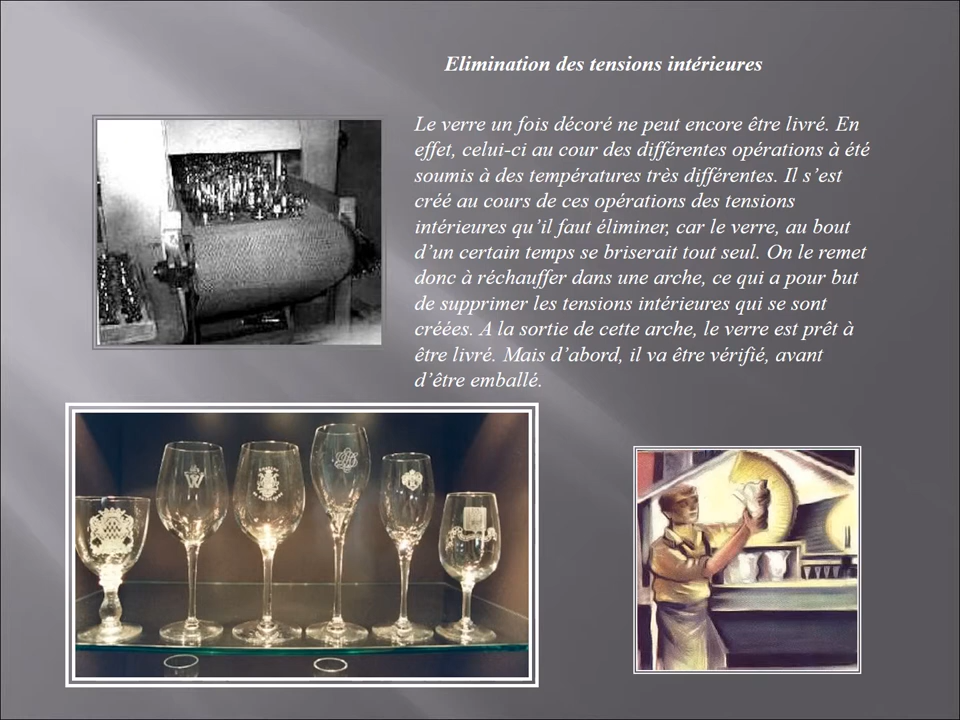 Elimination des tensions intérieures
Le verre un fois décoré ne peut encore être livré. En
effet, celui-ci au cour des différentes opérations à été
soumis à des températures très différentes. Il s’est
créé au cours de ces opérations des tensions
intérieures qu’il faut éliminer, car le verre, au bout
d’un certain temps se briserait tout seul. On le remet
donc à réchauffer dans une arche, ce qui a pour but
de supprimer les tensions intérieures qui se sont
créées. A la sortie de cette arche, le verre est prêt à
être livré. Mais d’abord, il va être vérifié, avant
d’être emballé.
W